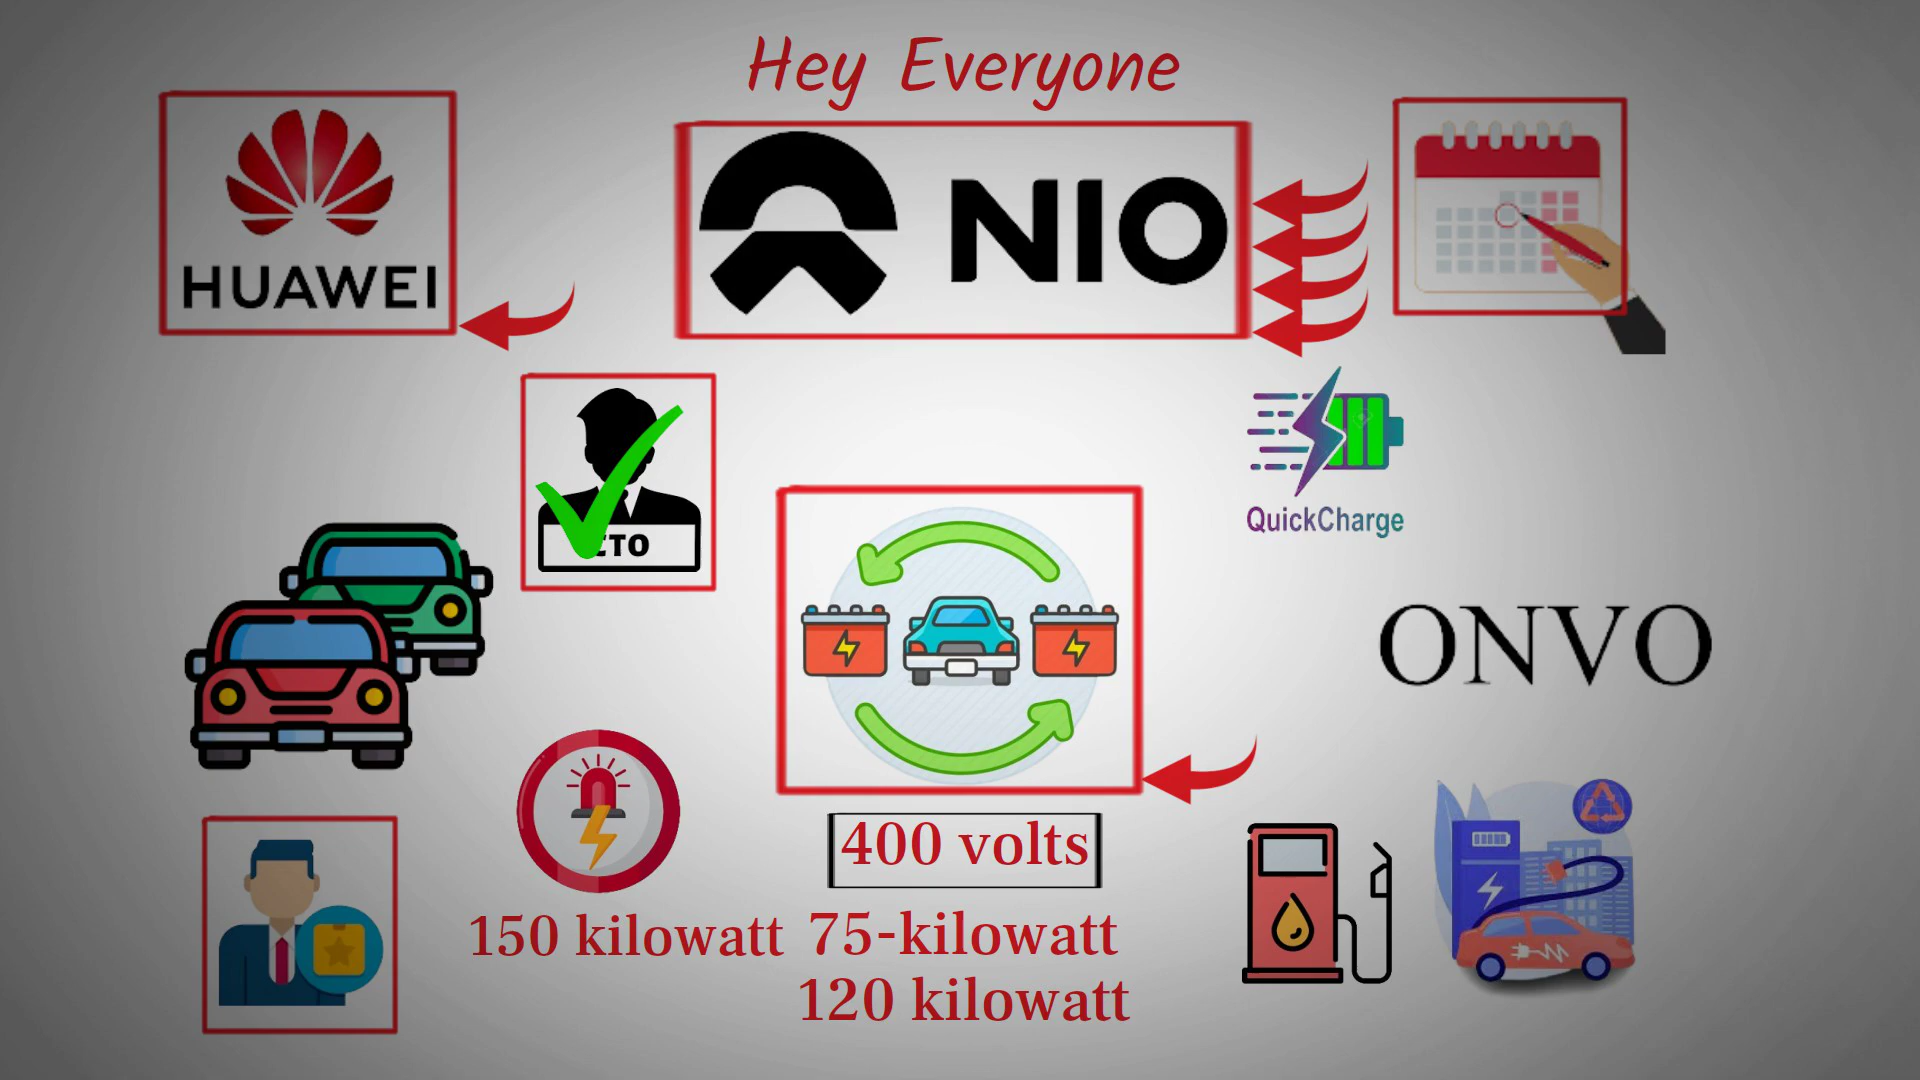 Hey Everyone
HUAWEI
NIO
TO
QuickCharge
ONVO
400 volts
150 kilowatt
75-kilowatt
120 kilowatt